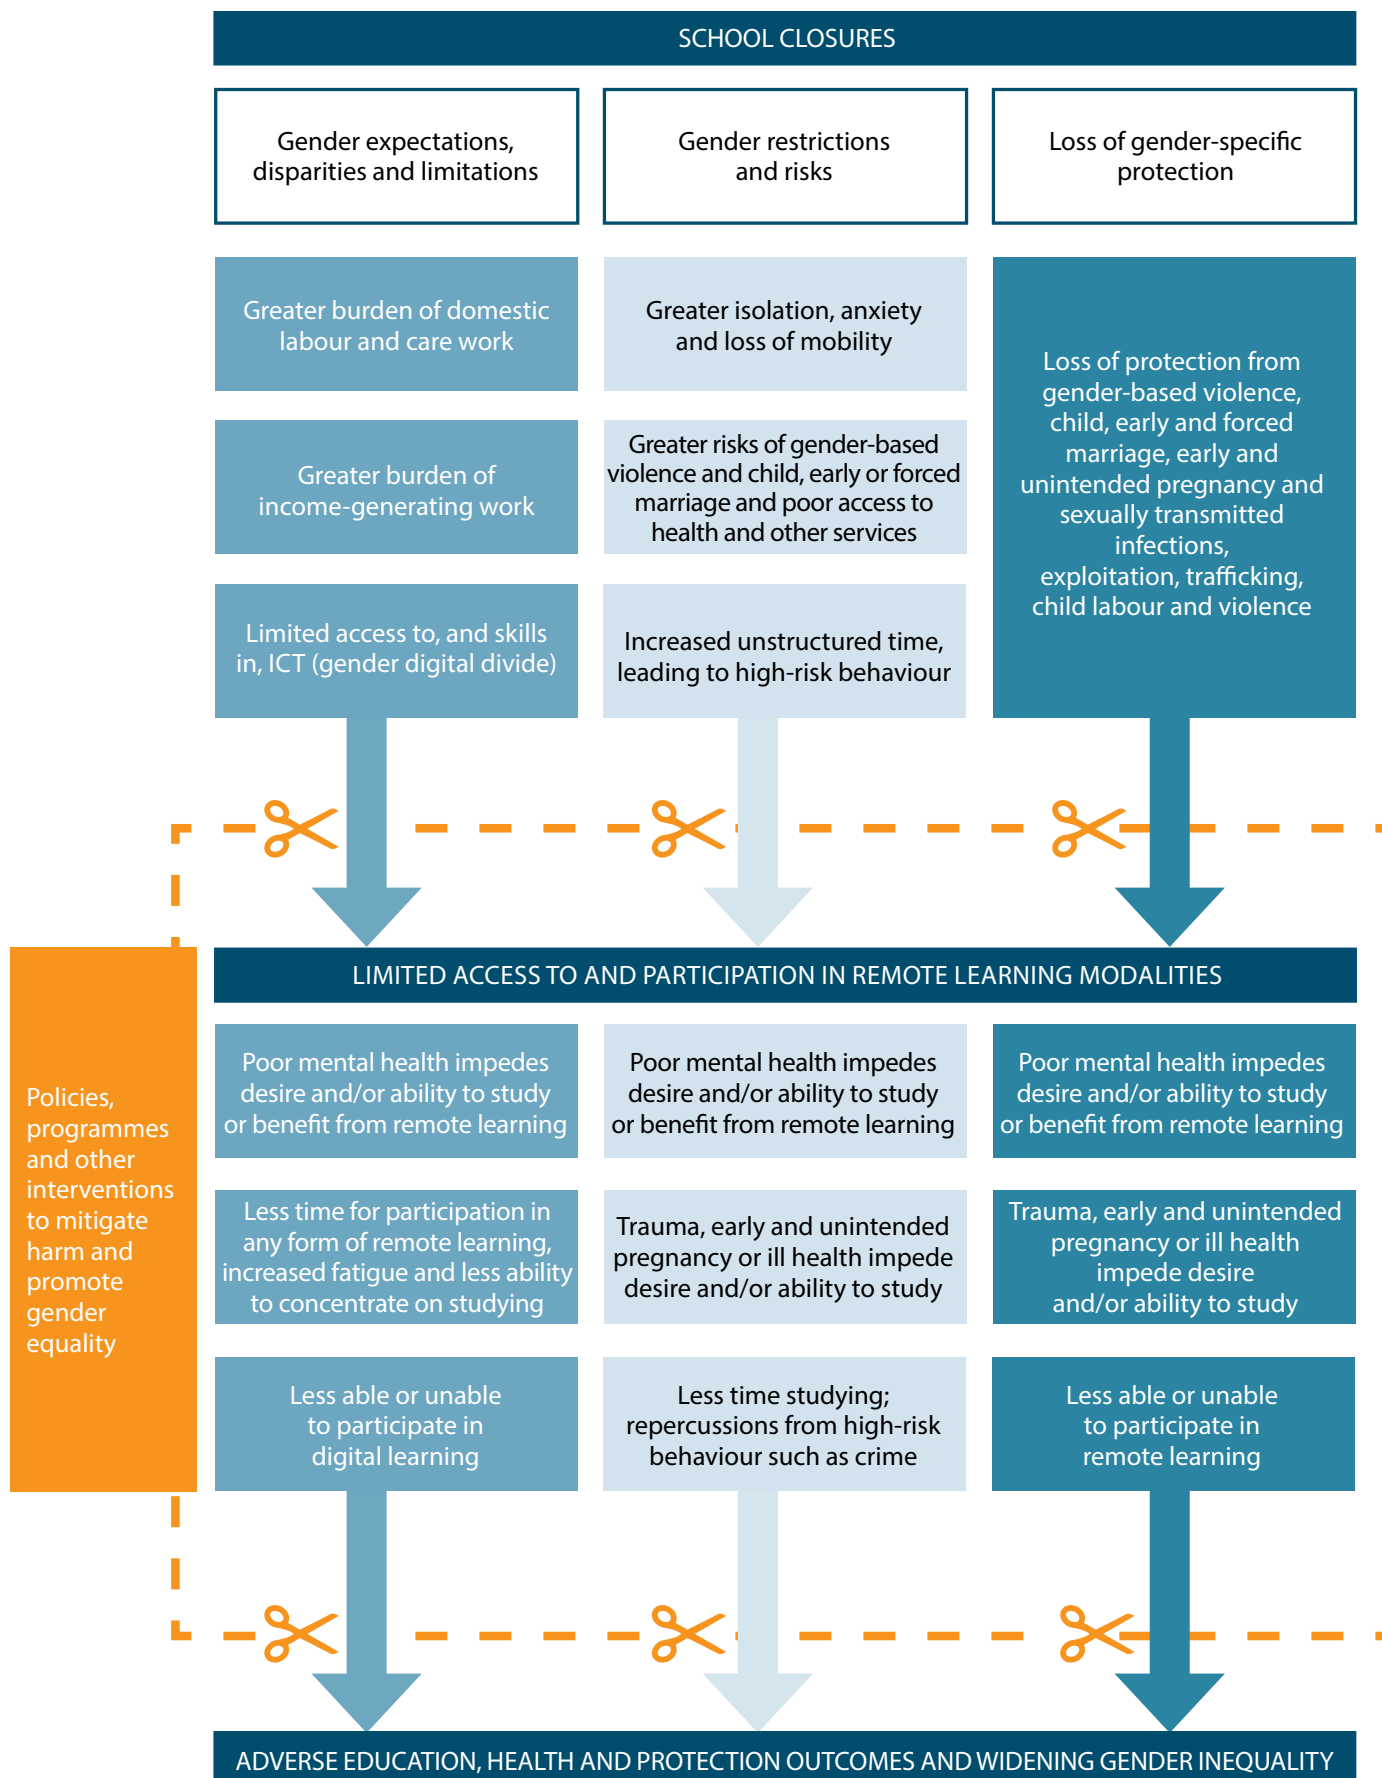 SCHOOL CLOSURES
Gender expectations,
disparities and limitations
Gender restrictions
and risks
Loss of gender-specific
protection
Greater burden of domestic
labour and care work
Greater burden of
income-generating work
Limited access to, and skills
in, ICT (gender digital divide)
Greater isolation, anxiety
and loss of mobility
Greater risks of gender-based
violence and child, early or forced
marriage and poor access to
health and other services
Increased unstructured time,
leading to high-risk behaviour
Loss of protection from
gender-based violence,
child, early and forced
marriage, early and
unintended pregnancy and
sexually transmitted
infections,
exploitation, trafficking,
child labour and violence
Policies,
programmes
and other
interventions
to mitigate
harm and
promote
gender
equality
LIMITED ACCESS TO AND PARTICIPATION IN REMOTE LEARNING MODALITIES
Poor mental health impedes
desire and/or ability to study
or benefit from remote learning
Less time for participation in
any form of remote learning,
increased fatigue and less ability
to concentrate on studying
Less able or unable
to participate in
digital learning
Poor mental health impedes
desire and/or ability to study
or benefit from remote learning
Trauma, early and unintended
pregnancy or ill health impede
desire and/or ability to study
Less time studying;
repercussions from high-risk
behaviour such as crime
Poor mental health impedes
desire and/or ability to study
or benefit from remote learning
Trauma, early and unintended
pregnancy or ill health
impede desire
and/or ability to study
Less able or unable
to participate in
remote learning
ADVERSE EDUCATION, HEALTH AND PROTECTION OUTCOMES AND WIDENING GENDER INEQUALITY